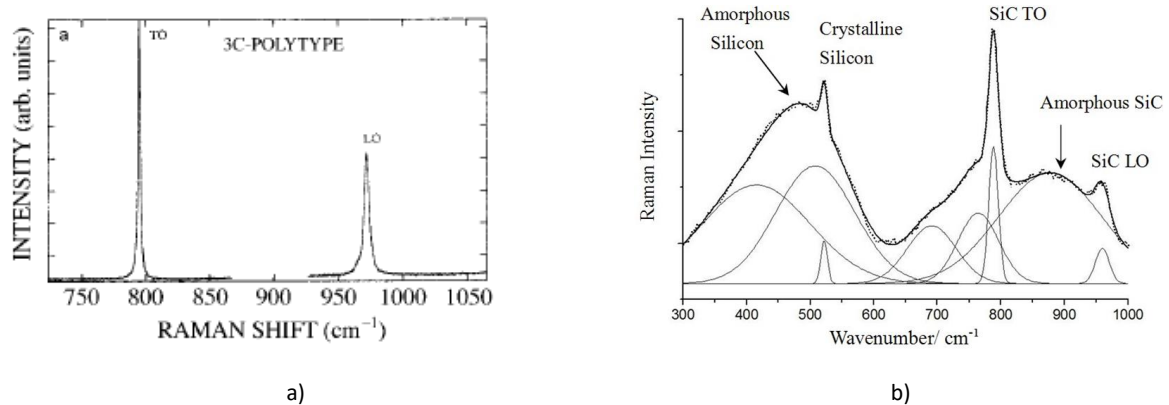 a
TO
3C-POLYTYPE
LO
INTENSITY (arb. units)
750
800
850
900
950
1000
1050
RAMAN SHIFT (cm⁻¹)
a)
Amorphous
Silicon
Crystalline
Silicon
SiC TO
Amorphous SiC
SiC LO
Raman Intensity
300
400
500
600
700
800
900
1000
Wavenumber/ cm⁻¹
b)